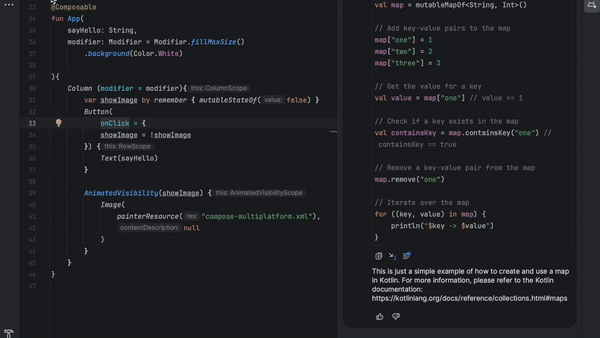 23 @Composable
24 fun App(
25 sayHello: String,
26 modifier: Modifier = Modifier.fillMaxSize()
27 .background(Color.White)
28
29 ){
30 Column (modifier = modifier){ this: ColumnScope
31 var showImage by remember { mutableStateOf( value: false) }
32 Button(
33 onClick = {
34 showImage = !showImage
35 }) { this: RowScope
36 Text(sayHello)
37 }
38
39 AnimatedVisibility(showImage) { this: AnimatedVisibilityScope
40 Image(
41 painterResource( res: "compose-multiplatform.xml"),
42 contentDescription: null
43 )
44 }
45 }
46 }
47
val map = mutableMapOf<String, Int>()
// Add key-value pairs to the map
map["one"] = 1
map["two"] = 2
map["three"] = 3
// Get the value for a key
val value = map["one"] // value == 1
// Check if a key exists in the map
val containsKey = map.containsKey("one") //
containsKey == true
// Remove a key-value pair from the map
map.remove("one")
// Iterate over the map
for ((key, value) in map) {
println("$key -> $value")
}
This is just a simple example of how to create and use a map
in Kotlin. For more information, please refer to the Kotlin
documentation:
https://kotlinlang.org/docs/reference/collections.html#maps